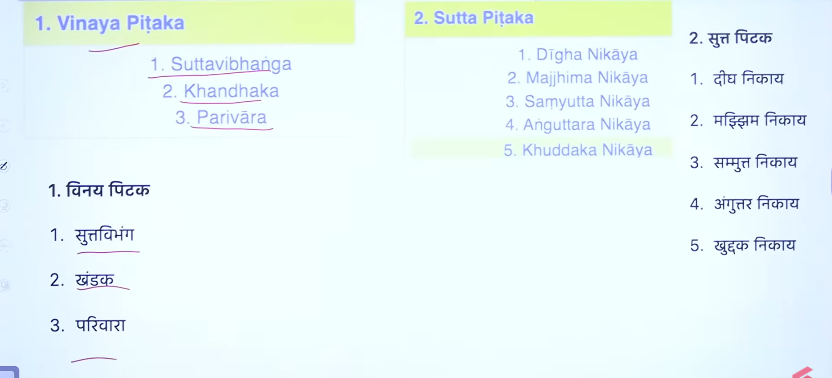 1. Vinaya Piṭaka
1. Suttavibhaṅga
2. Khandhaka
3. Parivāra
1. विनय पिटक
1. सुत्तविभंग
2. खंडक
3. परिवारा
2. Sutta Piṭaka
1. Dīgha Nikāya
2. Majjhima Nikāya
3. Saṃyutta Nikāya
4. Aṅguttara Nikāya
5. Khuddaka Nikāya
2. सुत्त पिटक
1. दीघ निकाय
2. मज्झिम निकाय
3. सम्मुत्त निकाय
4. अंगुत्तर निकाय
5. खुद्दक निकाय